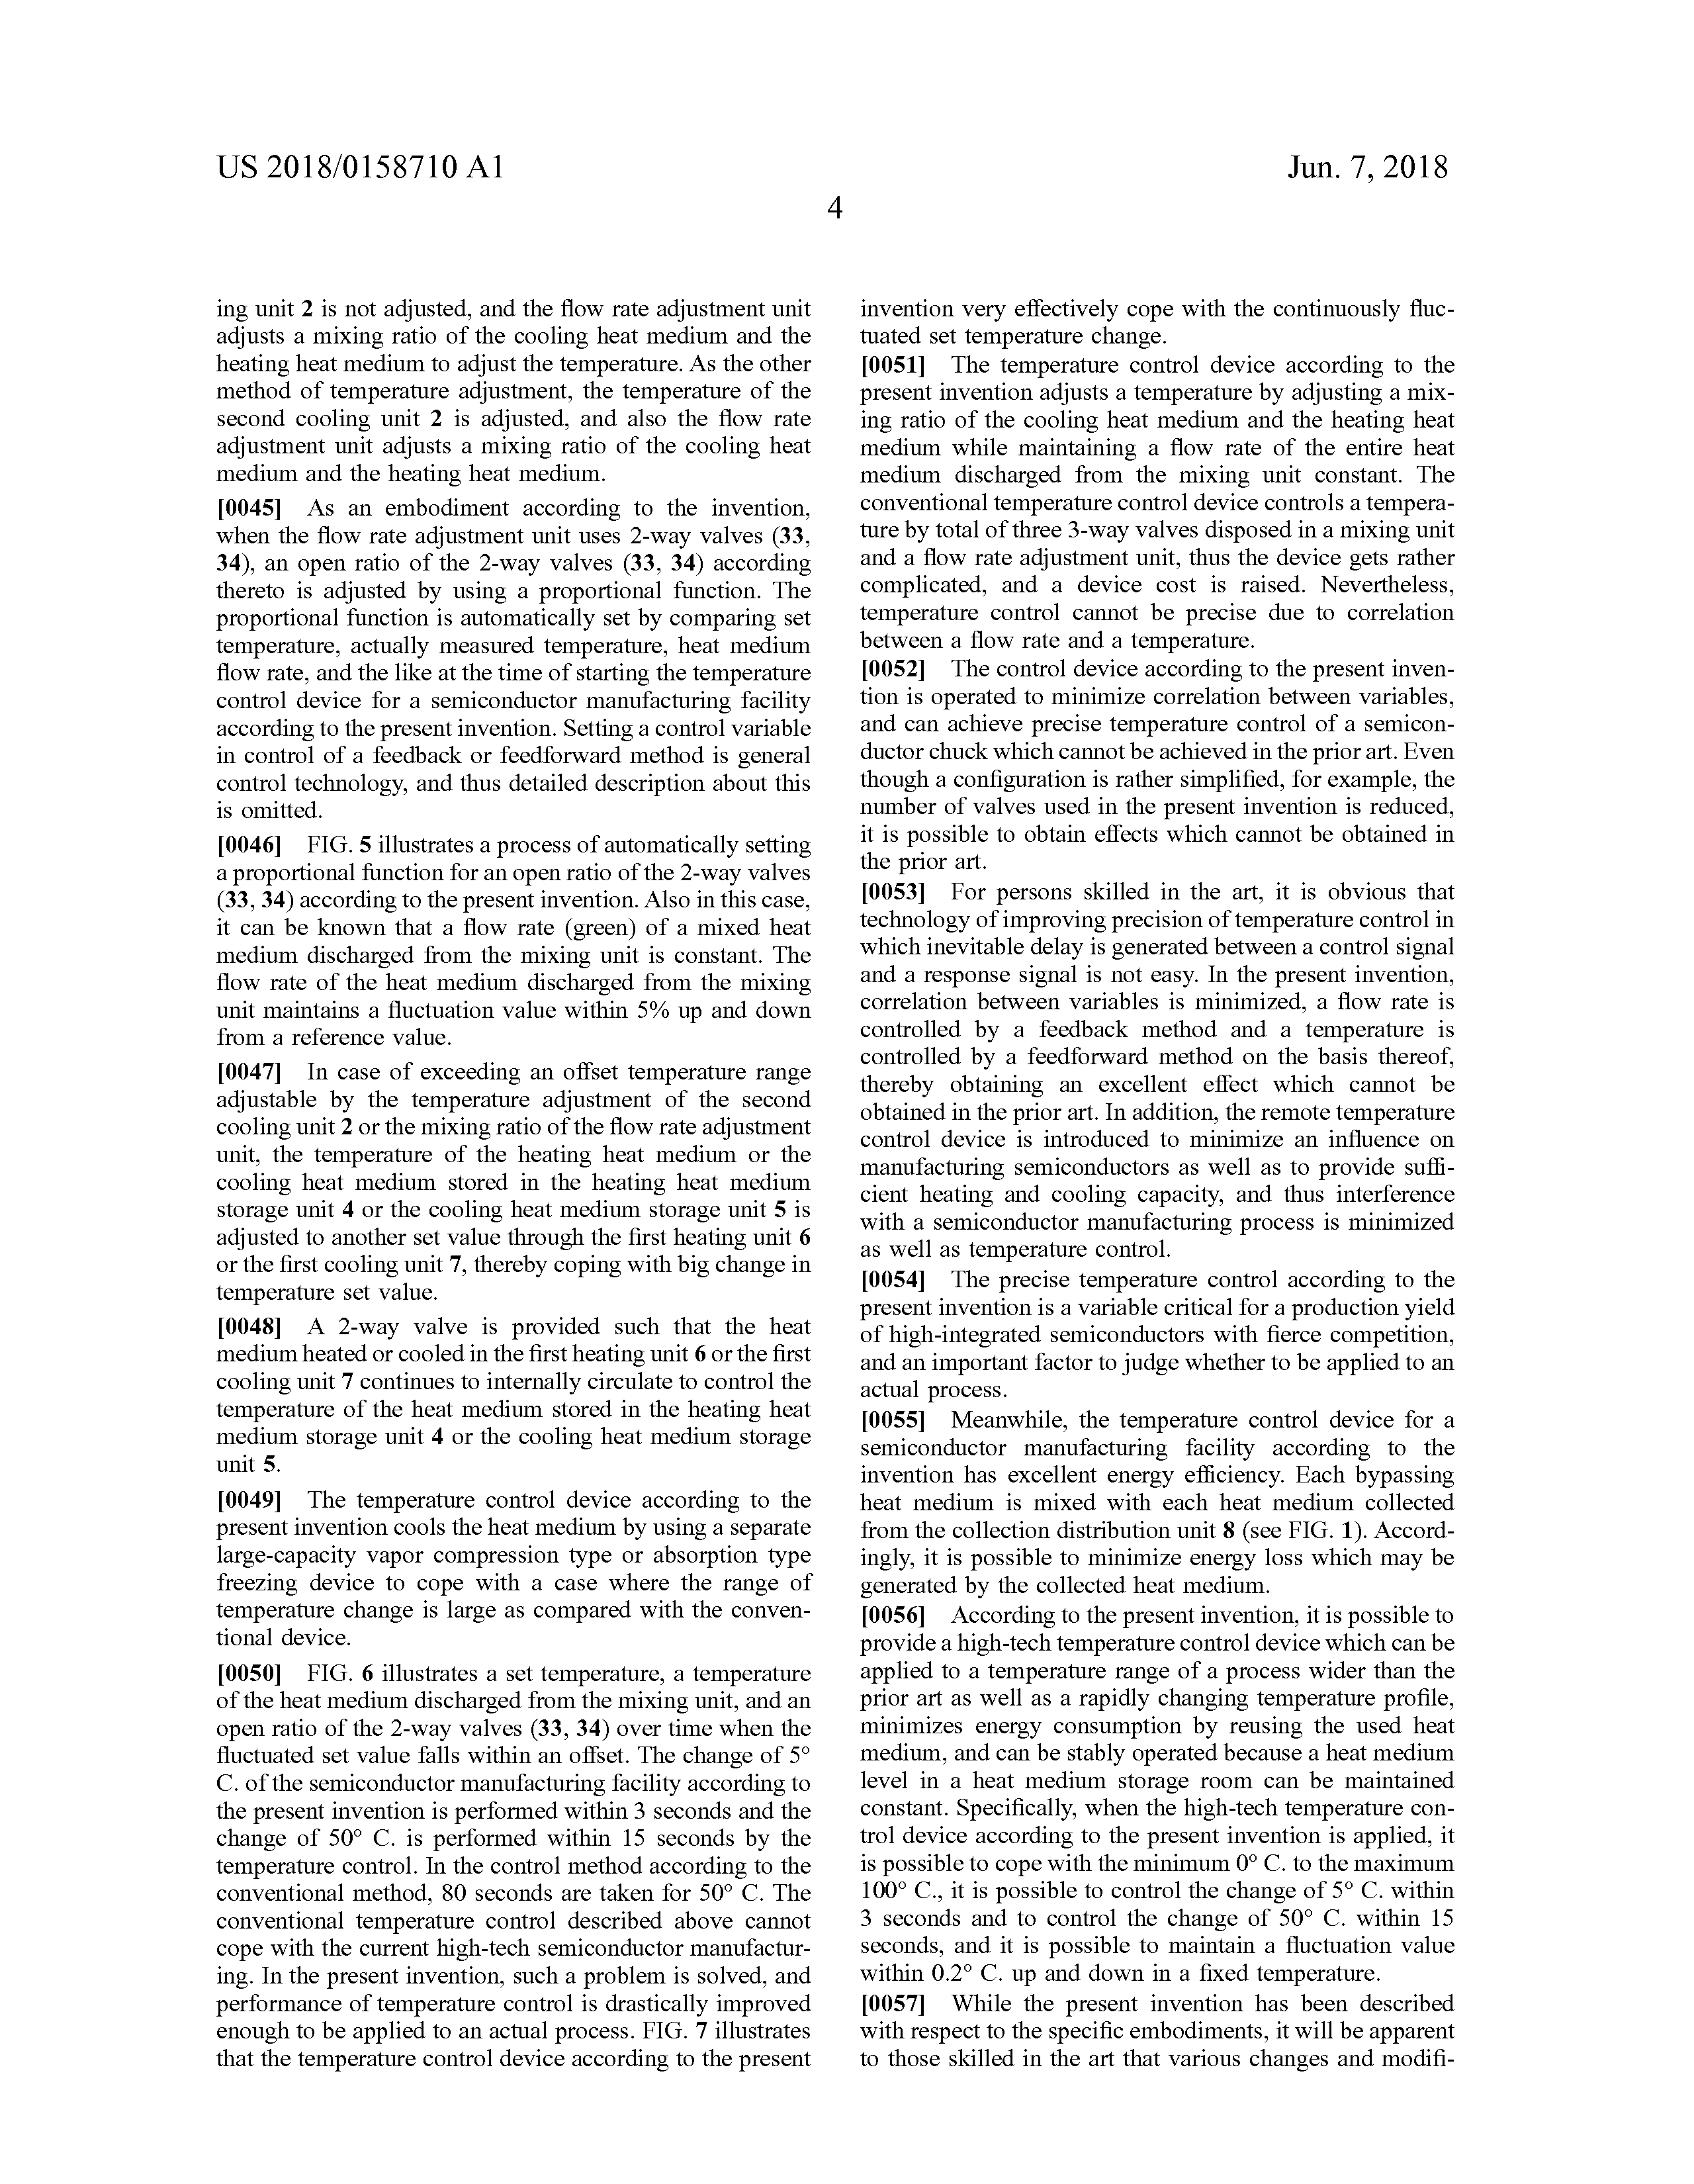 US 2018/0158710 A1
Jun. 7, 2018
4
ing unit 2 is not adjusted, and the flow rate adjustment unit
adjusts a mixing ratio of the cooling heat medium and the
heating heat medium to adjust the temperature. As the other
method of temperature adjustment, the temperature of the
second cooling unit 2 is adjusted, and also the flow rate
adjustment unit adjusts a mixing ratio of the cooling heat
medium and the heating heat medium.
[0045] As an embodiment according to the invention,
when the flow rate adjustment unit uses 2-way valves (33,
34), an open ratio of the 2-way valves (33, 34) according
thereto is adjusted by using a proportional function. The
proportional function is automatically set by comparing set
temperature, actually measured temperature, heat medium
flow rate, and the like at the time of starting the temperature
control device for a semiconductor manufacturing facility
according to the present invention. Setting a control variable
in control of a feedback or feedforward method is general
control technology, and thus detailed description about this
is omitted.
[0046] FIG. 5 illustrates a process of automatically setting
a proportional function for an open ratio of the 2-way valves
(33, 34) according to the present invention. Also in this case,
it can be known that a flow rate (green) of a mixed heat
medium discharged from the mixing unit is constant. The
flow rate of the heat medium discharged from the mixing
unit maintains a fluctuation value within 5% up and down
from a reference value.
[0047] In case of exceeding an offset temperature range
adjustable by the temperature adjustment of the second
cooling unit 2 or the mixing ratio of the flow rate adjustment
unit, the temperature of the heating heat medium or the
cooling heat medium stored in the heating heat medium
storage unit 4 or the cooling heat medium storage unit 5 is
adjusted to another set value through the first heating unit 6
or the first cooling unit 7, thereby coping with big change in
temperature set value.
[0048] A 2-way valve is provided such that the heat
medium heated or cooled in the first heating unit 6 or the first
cooling unit 7 continues to internally circulate to control the
temperature of the heat medium stored in the heating heat
medium storage unit 4 or the cooling heat medium storage
unit 5.
[0049] The temperature control device according to the
present invention cools the heat medium by using a separate
large-capacity vapor compression type or absorption type
freezing device to cope with a case where the range of
temperature change is large as compared with the conven-
tional device.
[0050] FIG. 6 illustrates a set temperature, a temperature
of the heat medium discharged from the mixing unit, and an
open ratio of the 2-way valves (33, 34) over time when the
fluctuated set value falls within an offset. The change of 5°
C. of the semiconductor manufacturing facility according to
the present invention is performed within 3 seconds and the
change of 50° C. is performed within 15 seconds by the
temperature control. In the control method according to the
conventional method, 80 seconds are taken for 50° C. The
conventional temperature control described above cannot
cope with the current high-tech semiconductor manufactur-
ing. In the present invention, such a problem is solved, and
performance of temperature control is drastically improved
enough to be applied to an actual process. FIG. 7 illustrates
that the temperature control device according to the present
invention very effectively cope with the continuously fluc-
tuated set temperature change.
[0051] The temperature control device according to the
present invention adjusts a temperature by adjusting a mix-
ing ratio of the cooling heat medium and the heating heat
medium while maintaining a flow rate of the entire heat
medium discharged from the mixing unit constant. The
conventional temperature control device controls a tempera-
ture by total of three 3-way valves disposed in a mixing unit
and a flow rate adjustment unit, thus the device gets rather
complicated, and a device cost is raised. Nevertheless,
temperature control cannot be precise due to correlation
between a flow rate and a temperature.
[0052] The control device according to the present inven-
tion is operated to minimize correlation between variables,
and can achieve precise temperature control of a semicon-
ductor chuck which cannot be achieved in the prior art. Even
though a configuration is rather simplified, for example, the
number of valves used in the present invention is reduced,
it is possible to obtain effects which cannot be obtained in
the prior art.
[0053] For persons skilled in the art, it is obvious that
technology of improving precision of temperature control in
which inevitable delay is generated between a control signal
and a response signal is not easy. In the present invention,
correlation between variables is minimized, a flow rate is
controlled by a feedback method and a temperature is
controlled by a feedforward method on the basis thereof,
thereby obtaining an excellent effect which cannot be
obtained in the prior art. In addition, the remote temperature
control device is introduced to minimize an influence on
manufacturing semiconductors as well as to provide suffi-
cient heating and cooling capacity, and thus interference
with a semiconductor manufacturing process is minimized
as well as temperature control.
[0054] The precise temperature control according to the
present invention is a variable critical for a production yield
of high-integrated semiconductors with fierce competition,
and an important factor to judge whether to be applied to an
actual process.
[0055] Meanwhile, the temperature control device for a
semiconductor manufacturing facility according to the
invention has excellent energy efficiency. Each bypassing
heat medium is mixed with each heat medium collected
from the collection distribution unit 8 (see FIG. 1). Accord-
ingly, it is possible to minimize energy loss which may be
generated by the collected heat medium.
[0056] According to the present invention, it is possible to
provide a high-tech temperature control device which can be
applied to a temperature range of a process wider than the
prior art as well as a rapidly changing temperature profile,
minimizes energy consumption by reusing the used heat
medium, and can be stably operated because a heat medium
level in a heat medium storage room can be maintained
constant. Specifically, when the high-tech temperature con-
trol device according to the present invention is applied, it
is possible to cope with the minimum 0° C. to the maximum
100° C., it is possible to control the change of 5° C. within
3 seconds and to control the change of 50° C. within 15
seconds, and it is possible to maintain a fluctuation value
within 0.2° C. up and down in a fixed temperature.
[0057] While the present invention has been described
with respect to the specific embodiments, it will be apparent
to those skilled in the art that various changes and modifi-